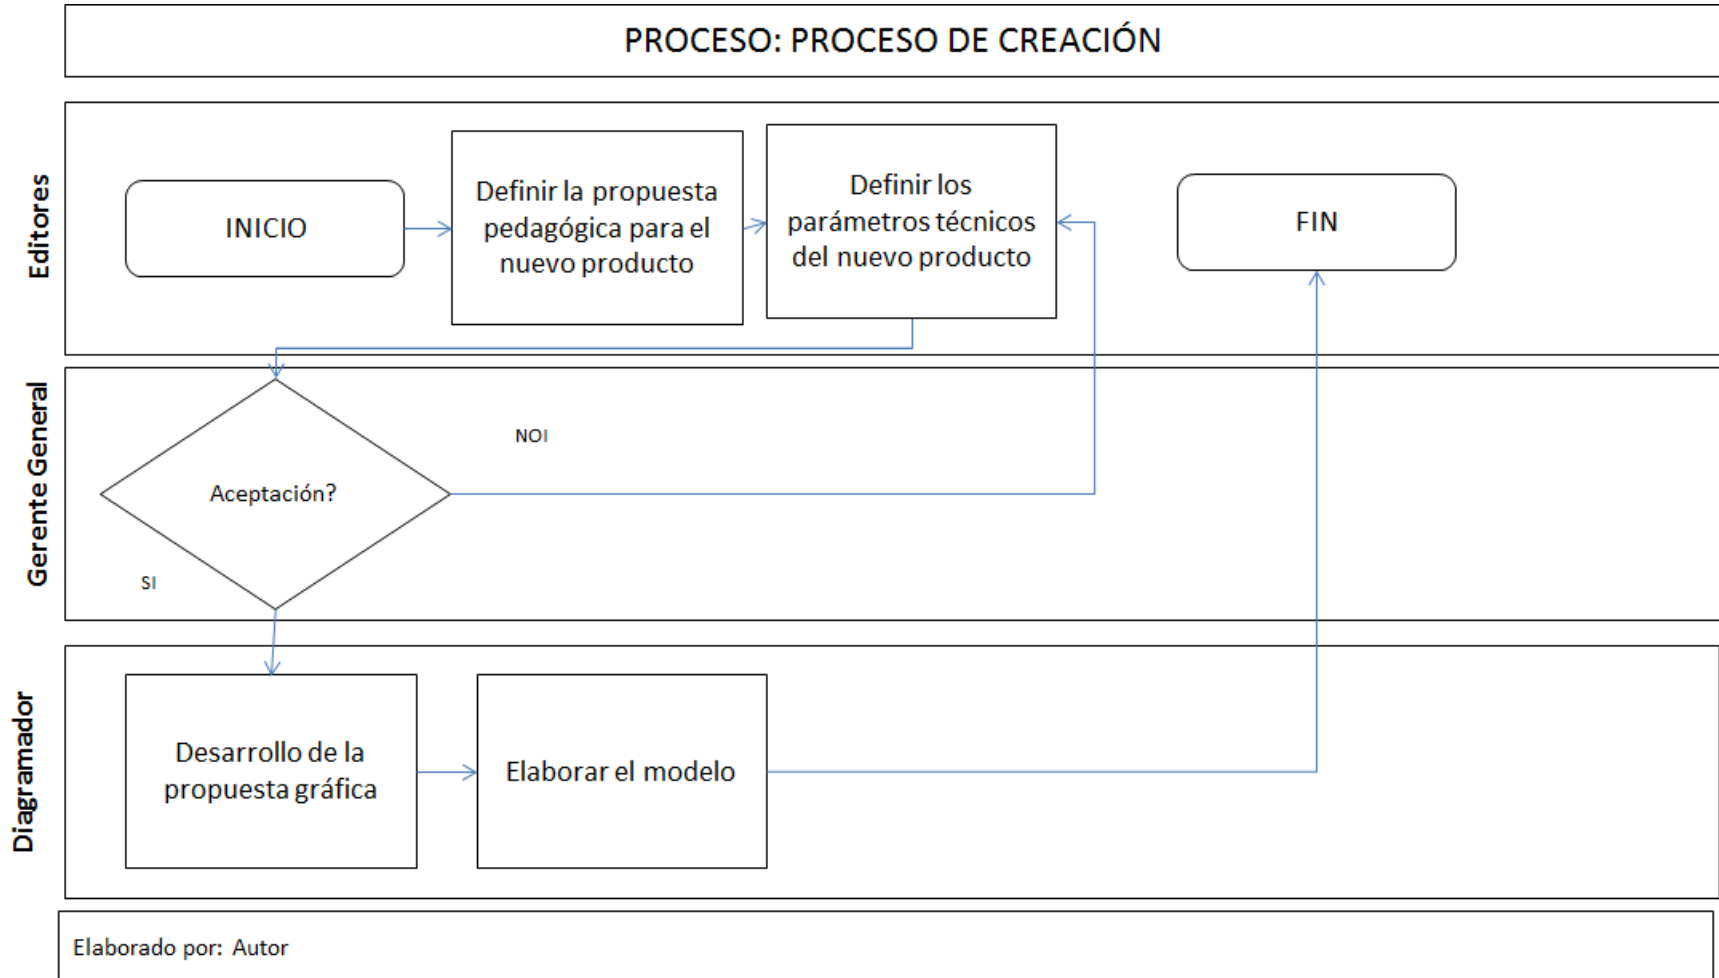 PROCESO: PROCESO DE CREACIÓN
Editores
INICIO
Definir la propuesta
pedagógica para el
nuevo producto
Definir los
parámetros técnicos
del nuevo producto
FIN
Gerente General
NOI
Aceptación?
SI
Diagramador
Desarrollo de la
propuesta gráfica
Elaborar el modelo
Elaborado por: Autor